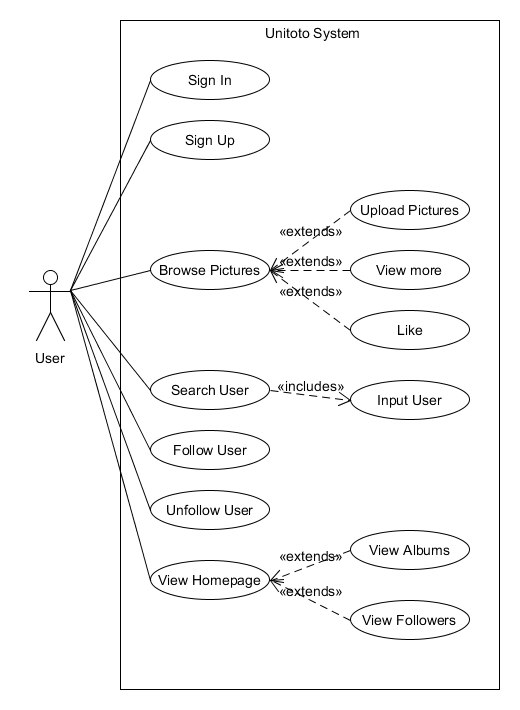 Unitoto System
Sign In
Sign Up
Upload Pictures
«extends»
Browse Pictures
«extends»
View more
«extends»
Like
User
Search User
«includes»
Input User
Follow User
Unfollow User
View Albums
«extends»
View Homepage
«extends»
View Followers